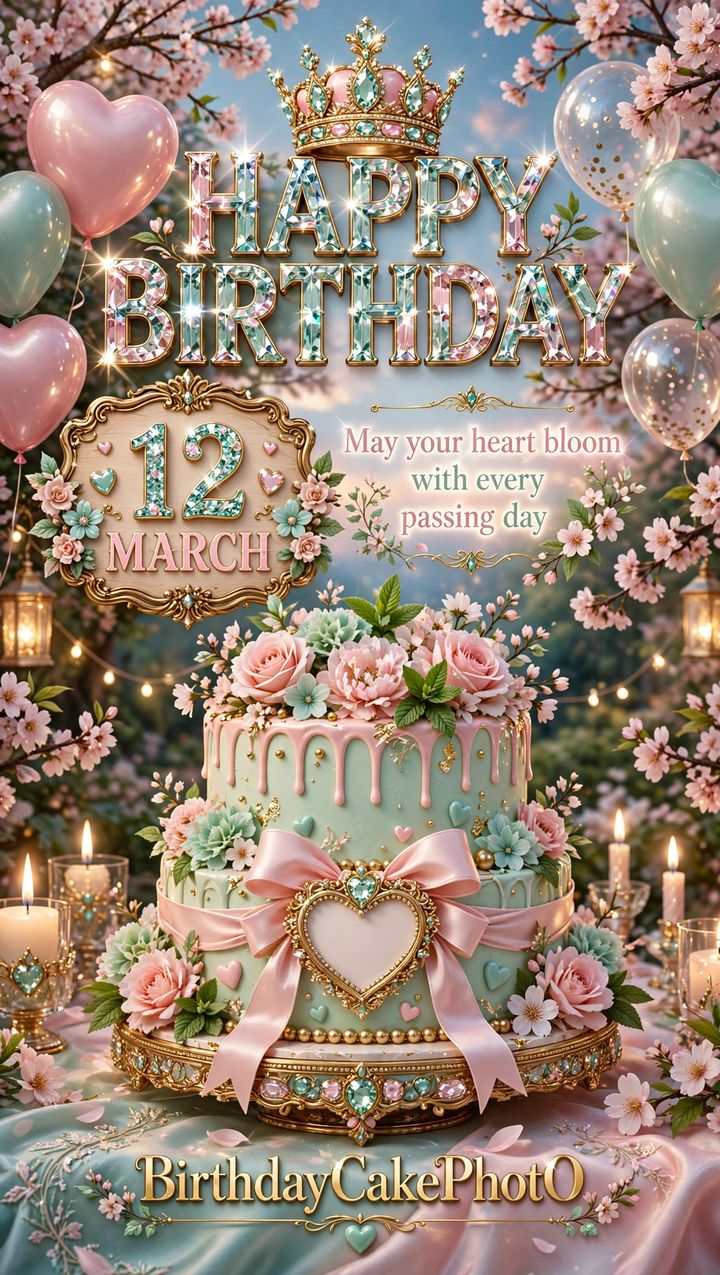 HAPPY
BIRTHDAY
12
MARCH
May your heart bloom
with every
passing day
BirthdayCakePhotO